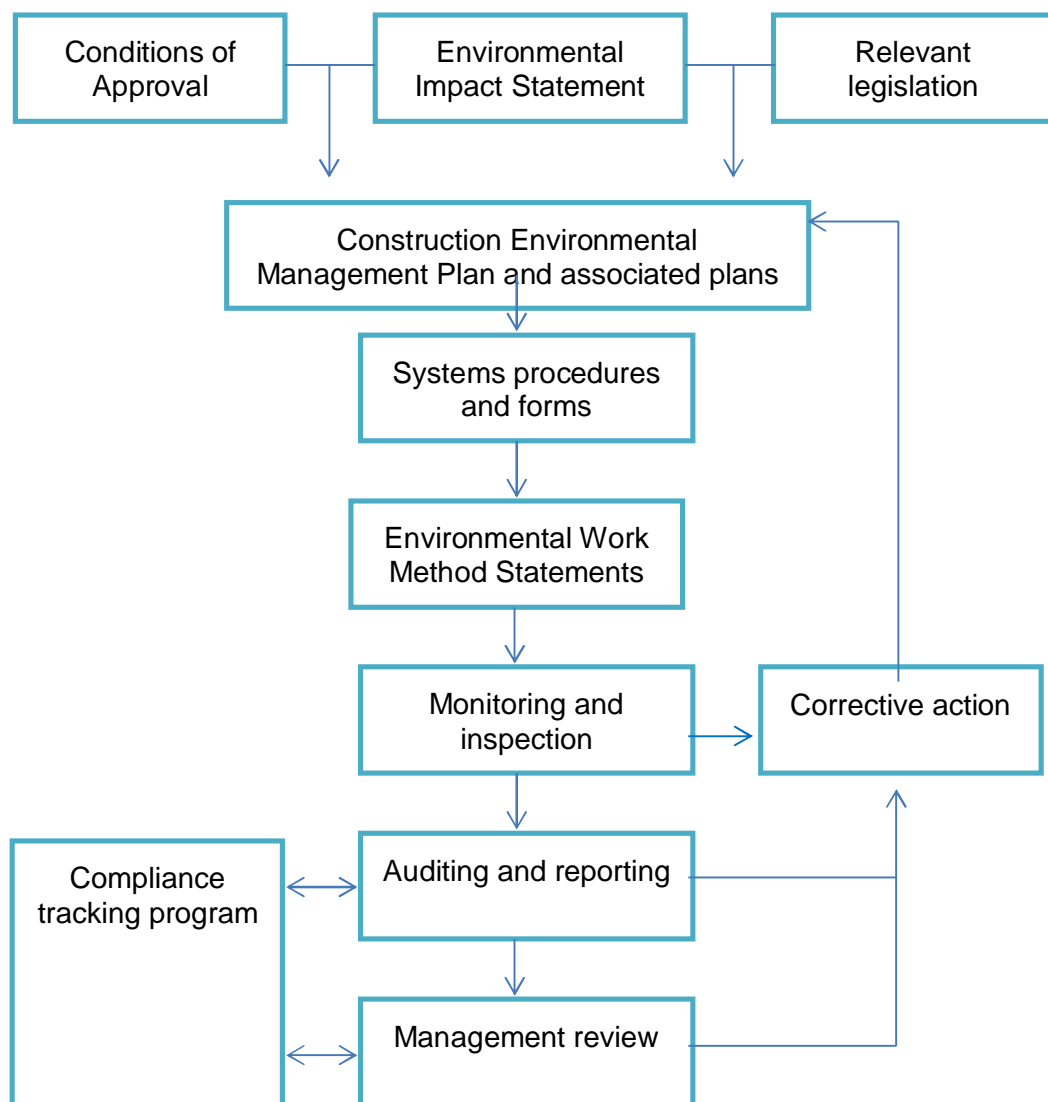 Conditions of
Approval
Environmental
Impact Statement
Relevant
legislation
Construction Environmental
Management Plan and associated plans
Systems procedures
and forms
Environmental Work
Method Statements
Monitoring and
inspection
Corrective action
Auditing and reporting
Compliance
tracking program
Management review